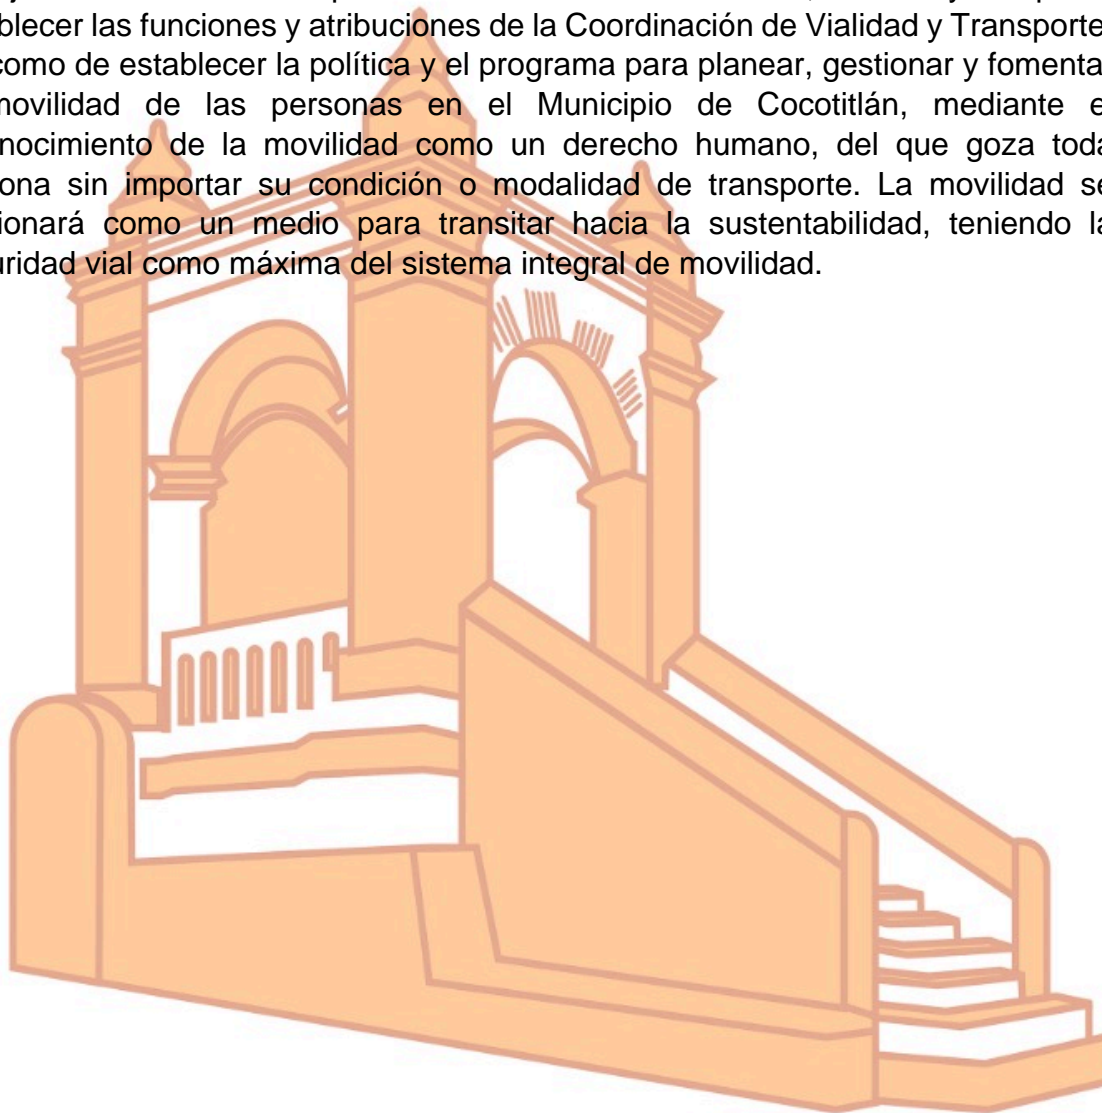 blecer las funciones y atribuciones de la Coordinación de Vialidad y Transporte
como de establecer la política y el programa para planear, gestionar y fomenta
movilidad de las personas en el Municipio de Cocotitlán, mediante e
nocimiento de la movilidad como un derecho humano, del que goza toda
ona sin importar su condición o modalidad de transporte. La movilidad se
ionará como un medio para transitar hacia la sustentabilidad, teniendo la
uridad vial como máxima del sistema integral de movilidad.